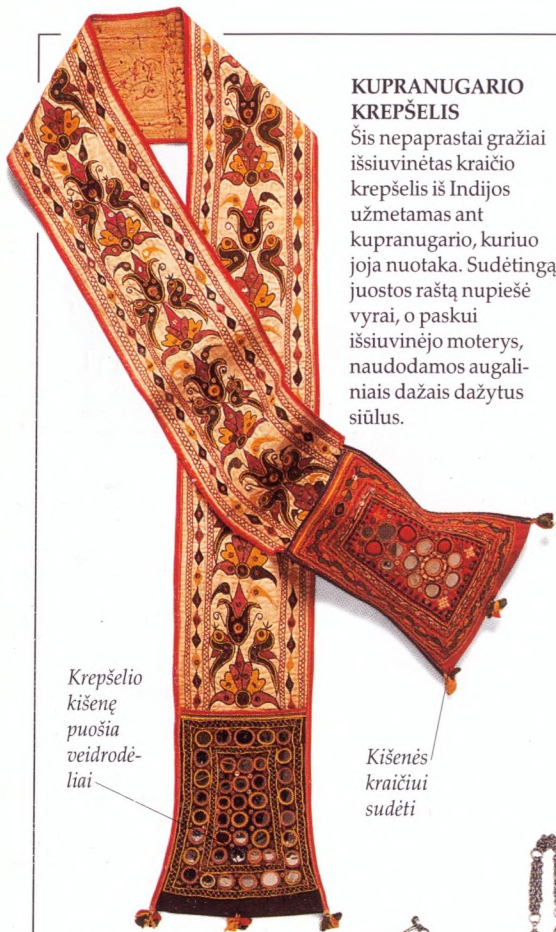 KUPRANUGARIO
KREPŠELIS
Šis nepaprastai gražiai
išsiuvinėtas kraičio
krepšelis iš Indijos
užmetamas ant
kupranugario, kuriuo
joja nuotaka. Sudėtingą
juostos raštą nupiešė
vyrai, o paskui
išsiuvinėjo moterys,
naudodamos augali-
niais dažais dažytus
siūlus.
Krepšelio
kišenę
puošia
veidrodė-
liai
Kišenės
kraičiui
sudėti